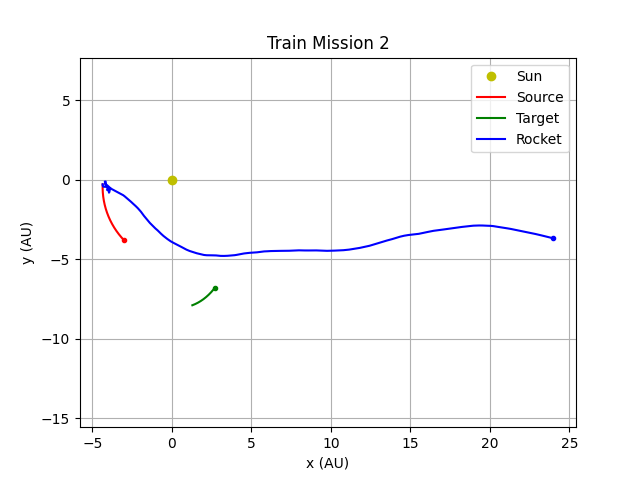 Train Mission 2
Sun
Source
Target
Rocket
5
0
−5
−10
−15
y (AU)
−5
0
5
10
15
20
25
x (AU)